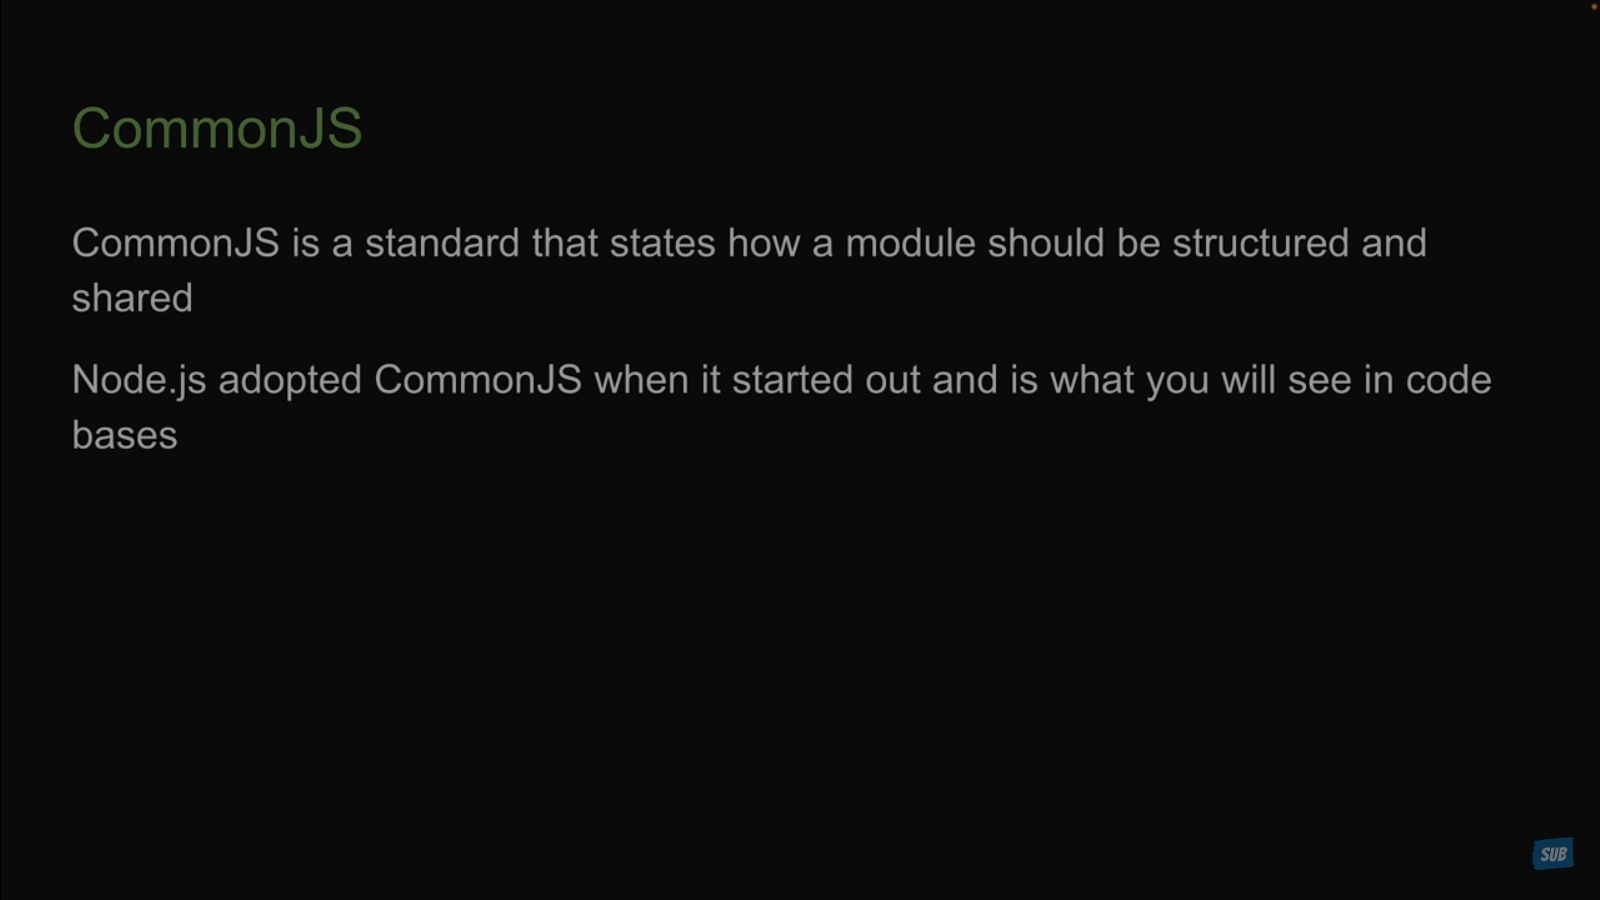 CommonJS
CommonJS is a standard that states how a module should be structured and
shared
Node.js adopted CommonJS when it started out and is what you will see in code
bases
SUB